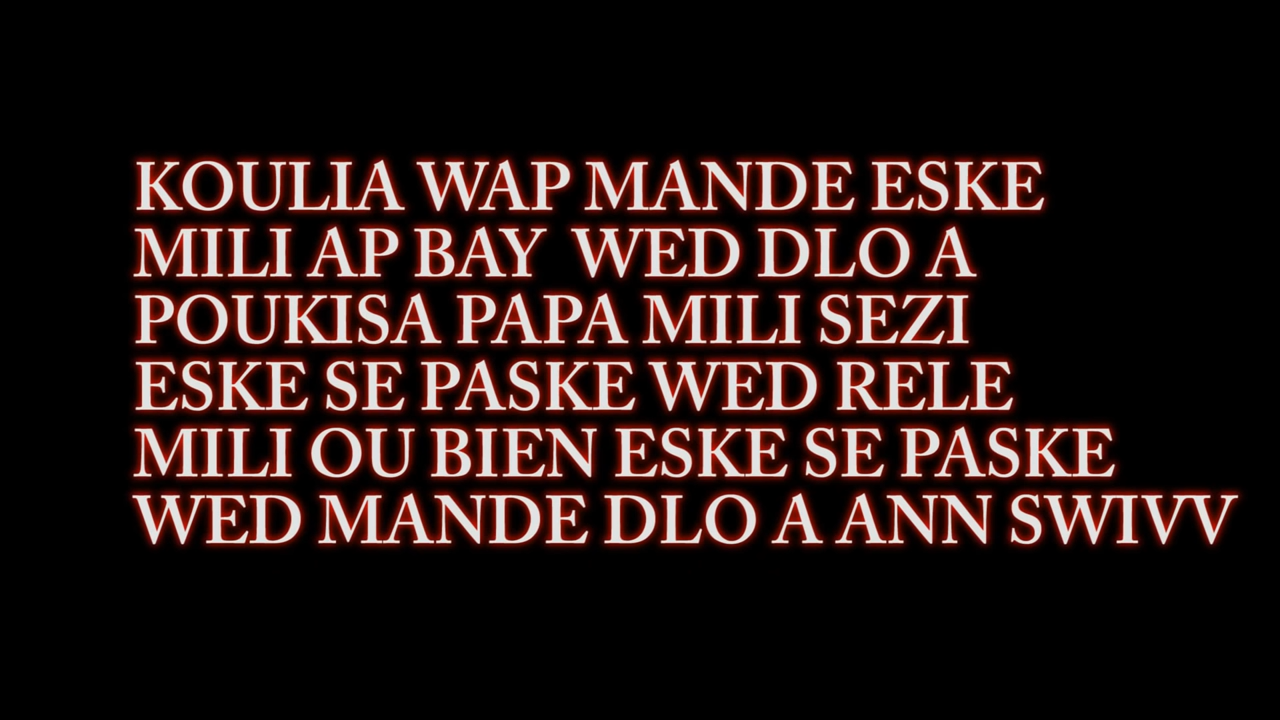 KOULIA WAP MANDE ESKE
MILI AP BAY  WED DLO A
POUKISA PAPA MILI SEZI
ESKE SE PASKE WED RELE
MILI OU BIEN ESKE SE PASKE
WED MANDE DLO A ANN SWIVV